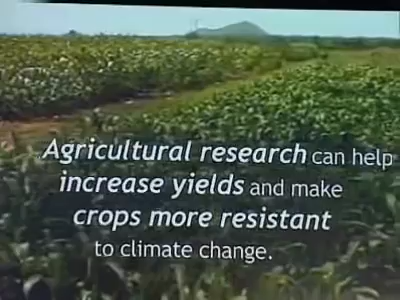 Agricultural research can help
increase yields and make
crops more resistant
to climate change.